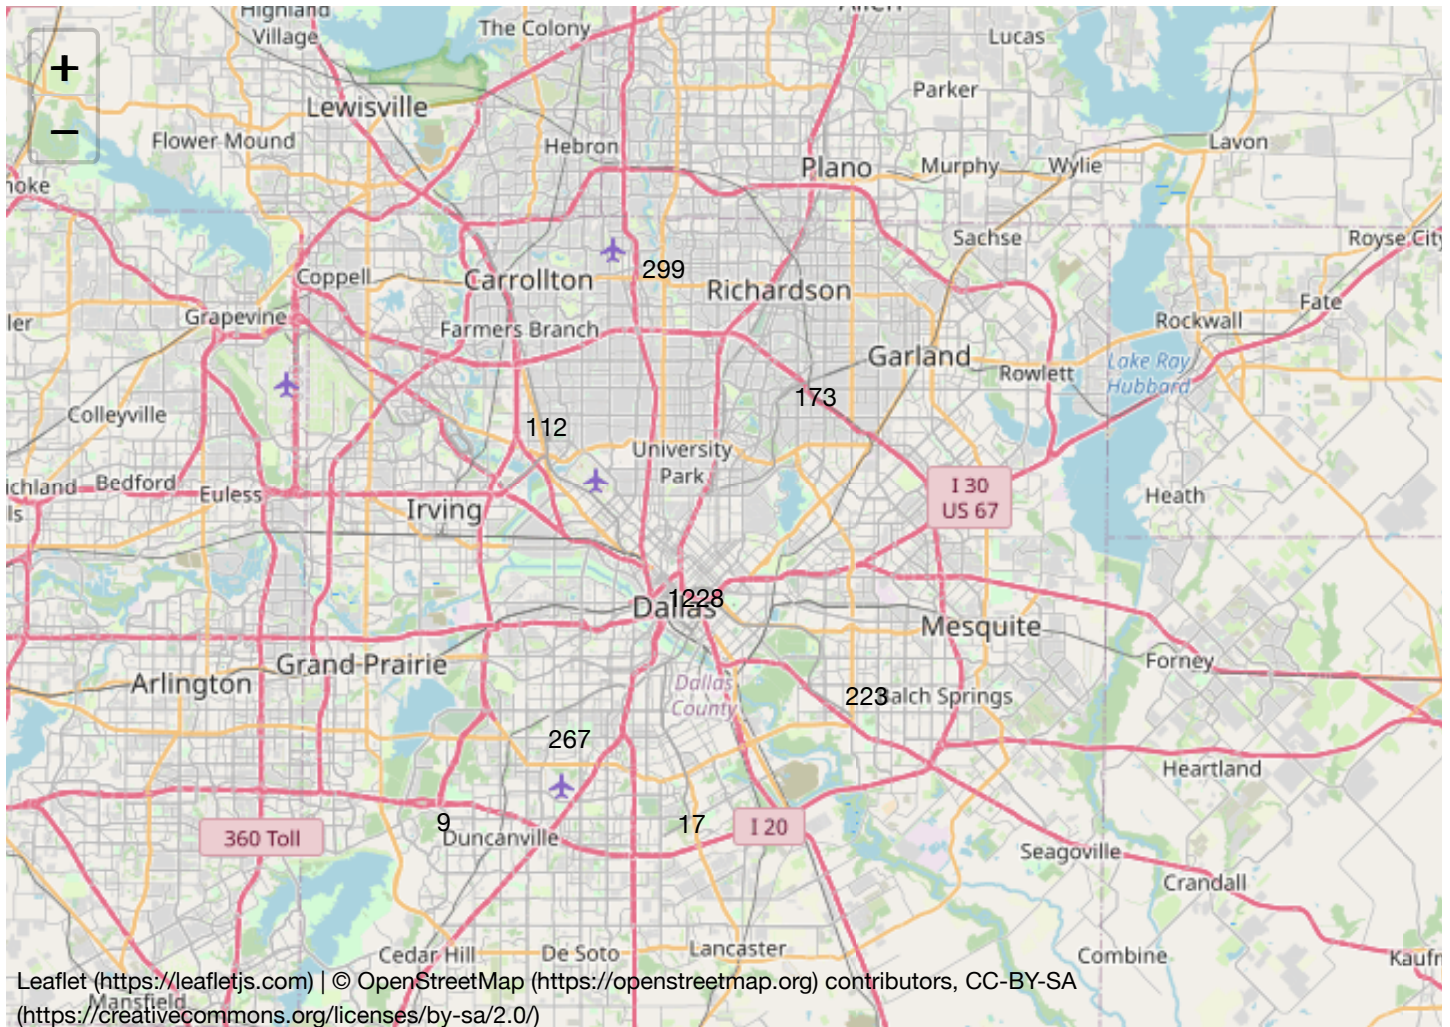 Highland
Village
The Colony
Allen
Lucas
+
−
Parker
Lewisville
Flower Mound
Hebron
Lavon
Plano
Murphy
Wylie
Sachse
Royse City
299
Coppell
Carrollton
Richardson
Grapevine
Farmers Branch
Fate
Rockwall
Garland
Lake Ray
Hubbard
Rowlett
173
Colleyville
112
University
Park
Bedford
Euless
I 30
US 67
Heath
Irving
1228
Dallas
Mesquite
Forney
Grand Prairie
Arlington
Dallas
County
223
Balch Springs
267
Heartland
9
17
I 20
360 Toll
Duncanville
Seagoville
Crandall
Cedar Hill
De Soto
Lancaster
Combine
Leaflet (https://leafletjs.com) | © OpenStreetMap (https://openstreetmap.org) contributors, CC-BY-SA
Mansfield
(https://creativecommons.org/licenses/by-sa/2.0/)